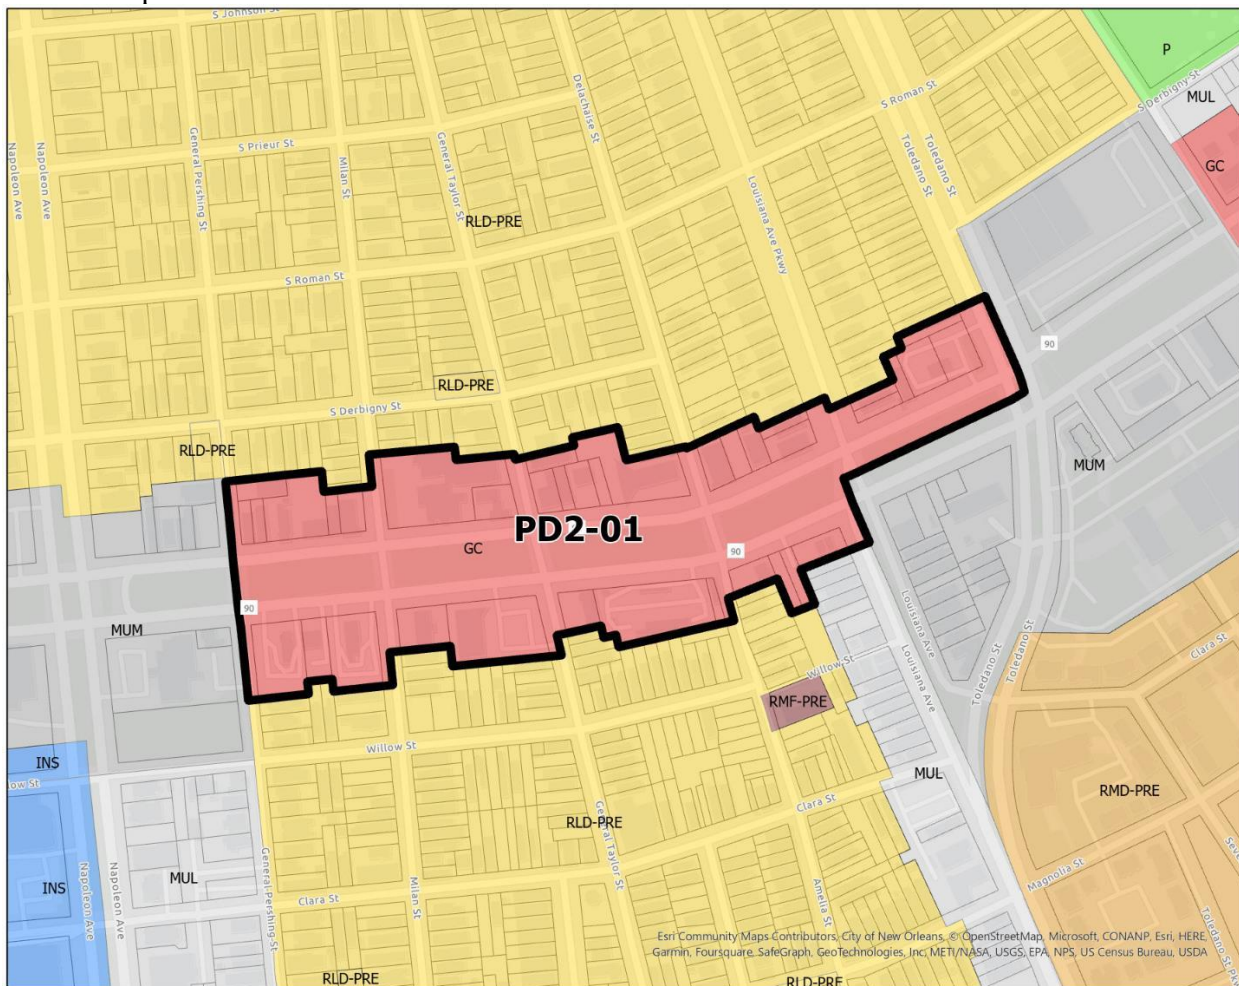 S Johnson St
P
S Derbigny St
MUL
S Roman St
Delachaise St
Toledano St
Toledano St
GC
General Pershing St
S Prieur St
Milan St
General Taylor St
Napoleon Ave
Napoleon Ave
Louisiana Ave Pkwy
RLD-PRE
S Roman St
90
RLD-PRE
S Derbigny St
RLD-PRE
MUM
PD2-01
GC
90
90
MUM
Louisiana Ave
Toledano St
Toledano St
Clara St
Willow St
Louisiana Ave
RMF-PRE
Willow St
INS
MUL
RMD-PRE
Clara St
RLD-PRE
General Taylor St
Magnolia St
INS
MUL
Napoleon Ave
Napoleon Ave
General Pershing St
Clara St
Milan St
Amelia St
Toledano St
Esri Community Maps Contributors, City of New Orleans, © OpenStreetMap, Microsoft, CONANP, Esri, HERE,
Garmin, Foursquare, SafeGraph, GeoTechnologies, Inc, METI/NASA, USGS, EPA, NPS, US Census Bureau, USDA
RLD-PRE
RLD-PRE